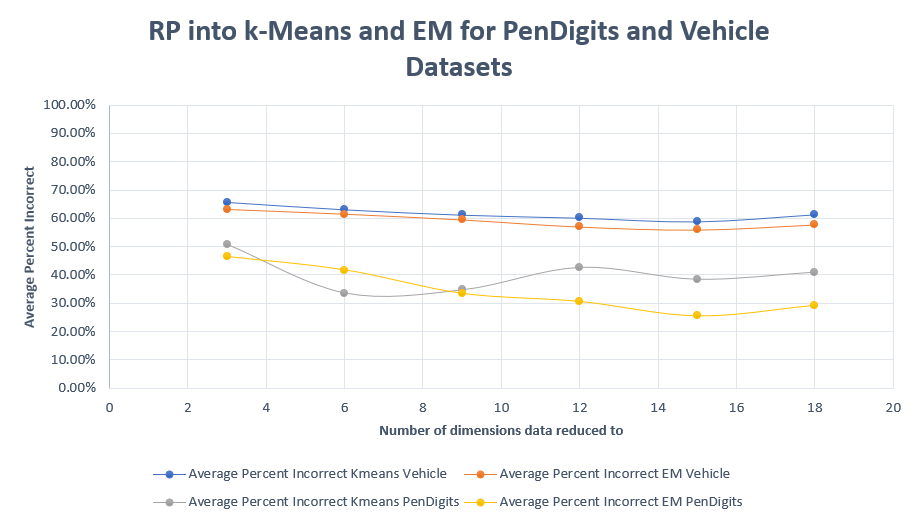 RP into k-Means and EM for PenDigits and Vehicle
Datasets
100.00%
90.00%
80.00%
70.00%
60.00%
50.00%
40.00%
30.00%
20.00%
10.00%
0.00%
Average Percent Incorrect
0 2 4 6 8 10 12 14 16 18 20
Number of dimensions data reduced to
Average Percent Incorrect Kmeans Vehicle
Average Percent Incorrect EM Vehicle
Average Percent Incorrect Kmeans PenDigits
Average Percent Incorrect EM PenDigits